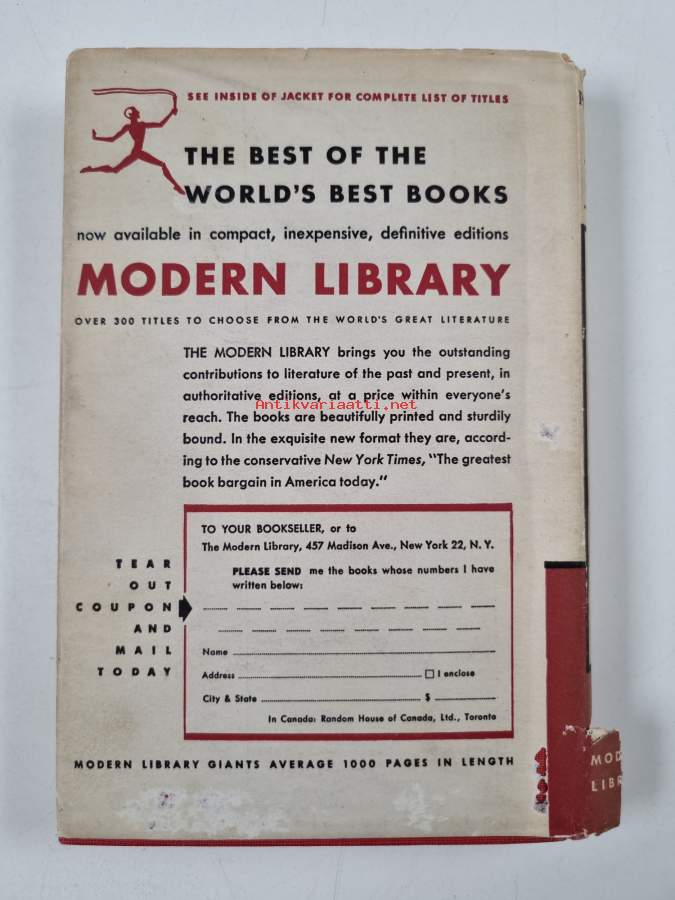 SEE INSIDE OF JACKET FOR COMPLETE LIST OF TITLES
THE BEST OF THE
WORLD'S BEST BOOKS
now available in compact, inexpensive, definitive editions
MODERN LIBRARY
OVER 300 TITLES TO CHOOSE FROM THE WORLD'S GREAT LITERATURE
THE MODERN LIBRARY brings you the outstanding
contributions to literature of the past and present, in
authoritative editions, at a price within everyone's
Antikvariaatti.net
reach. The books are beautifully printed and sturdily
bound. In the exquisite new format they are, accord-
ing to the conservative New York Times, "The greatest
book bargain in America today."
TO YOUR BOOKSELLER, or to
The Modern Library, 457 Madison Ave., New York 22, N. Y.
PLEASE SEND me the books whose numbers I have
written below:
TEAR
OUT
COUPON
AND
MAIL
TODAY
Name
Address □ I enclose
City & State $
In Canada: Random House of Canada, Ltd., Toronto
MODERN LIBRARY GIANTS AVERAGE 1000 PAGES IN LENGTH
MOD
LIBR